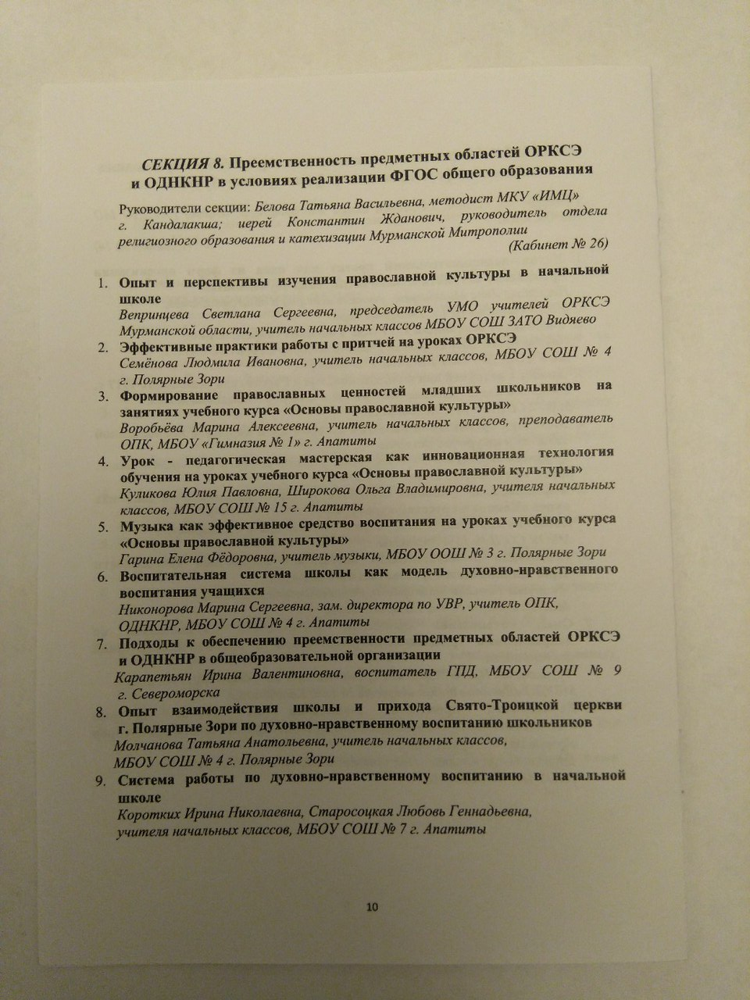 СЕКЦИЯ 8. Преемственность предметных областей ОРКСЭ
и ОДНКНР в условиях реализации ФГОС общего образования
Руководители секции: Белова Татьяна Васильевна, методист МКУ «ИМЦ»
г. Кандалакша; иерей Константин Жданович, руководитель отдела
религиозного образования и катехизации Мурманской Митрополии
(Кабинет № 26)
1. Опыт и перспективы изучения православной культуры в начальной
школе
Вепринцева Светлана Сергеевна, председатель УМО учителей ОРКСЭ
Мурманской области, учитель начальных классов МБОУ СОШ ЗАТО Видяево
2. Эффективные практики работы с притчей на уроках ОРКСЭ
Семёнова Людмила Ивановна, учитель начальных классов, МБОУ СОШ № 4
г. Полярные Зори
3. Формирование православных ценностей младших школьников на
занятиях учебного курса «Основы православной культуры»
Воробьёва Марина Алексеевна, учитель начальных классов, преподаватель
ОПК, МБОУ «Гимназия № 1» г. Апатиты
4. Урок - педагогическая мастерская как инновационная технология
обучения на уроках учебного курса «Основы православной культуры»
Куликова Юлия Павловна, Широкова Ольга Владимировна, учителя начальных
классов, МБОУ СОШ № 15 г. Апатиты
5. Музыка как эффективное средство воспитания на уроках учебного курса
«Основы православной культуры»
Гарина Елена Фёдоровна, учитель музыки, МБОУ ООШ № 3 г. Полярные Зори
6. Воспитательная система школы как модель духовно-нравственного
воспитания учащихся
Никонорова Марина Сергеевна, зам. директора по УВР, учитель ОПК,
ОДНКНР, МБОУ СОШ № 4 г. Апатиты
7. Подходы к обеспечению преемственности предметных областей ОРКСЭ
и ОДНКНР в общеобразовательной организации
Карапетьян Ирина Валентиновна, воспитатель ГПД, МБОУ СОШ № 9
г. Североморска
8. Опыт взаимодействия школы и прихода Свято-Троицкой церкви
г. Полярные Зори по духовно-нравственному воспитанию школьников
Молчанова Татьяна Анатольевна, учитель начальных классов,
МБОУ СОШ № 4 г. Полярные Зори
9. Система работы по духовно-нравственному воспитанию в начальной
школе
Коротких Ирина Николаевна, Старосоцкая Любовь Геннадьевна,
учителя начальных классов, МБОУ СОШ № 7 г. Апатиты
10